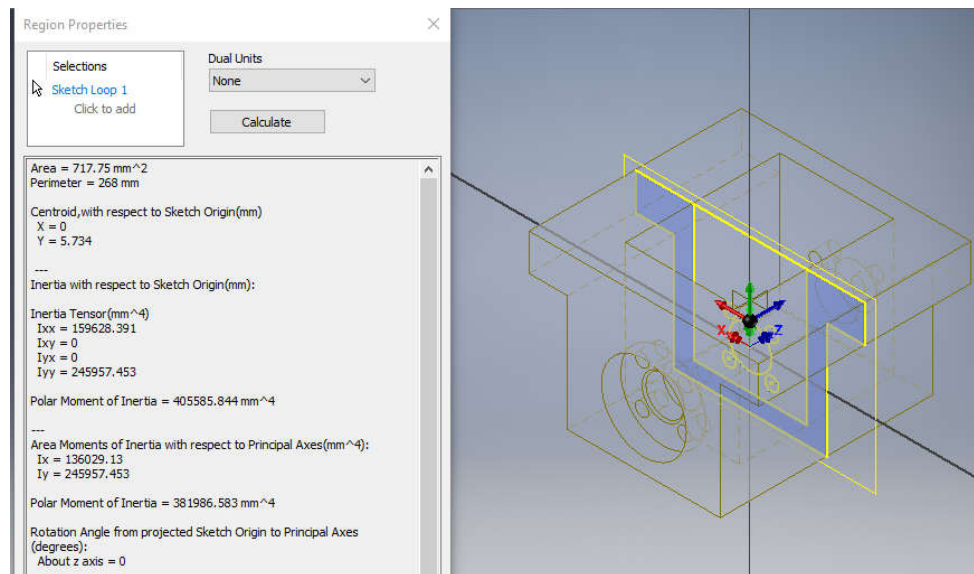 Region Properties
Selections
Sketch Loop 1
Click to add
Dual Units
None
Calculate
Area = 717.75 mm^2
Perimeter = 268 mm
Centroid,with respect to Sketch Origin(mm)
X = 0
Y = 5.734
---
Inertia with respect to Sketch Origin(mm):
Inertia Tensor(mm^4)
Ixx = 159628.391
Ixy = 0
Iyx = 0
Iyy = 245957.453
Polar Moment of Inertia = 405585.844 mm^4
---
Area Moments of Inertia with respect to Principal Axes(mm^4):
Ix = 136029.13
Iy = 245957.453
Polar Moment of Inertia = 381986.583 mm^4
Rotation Angle from projected Sketch Origin to Principal Axes
(degrees):
About z axis = 0
X
Z